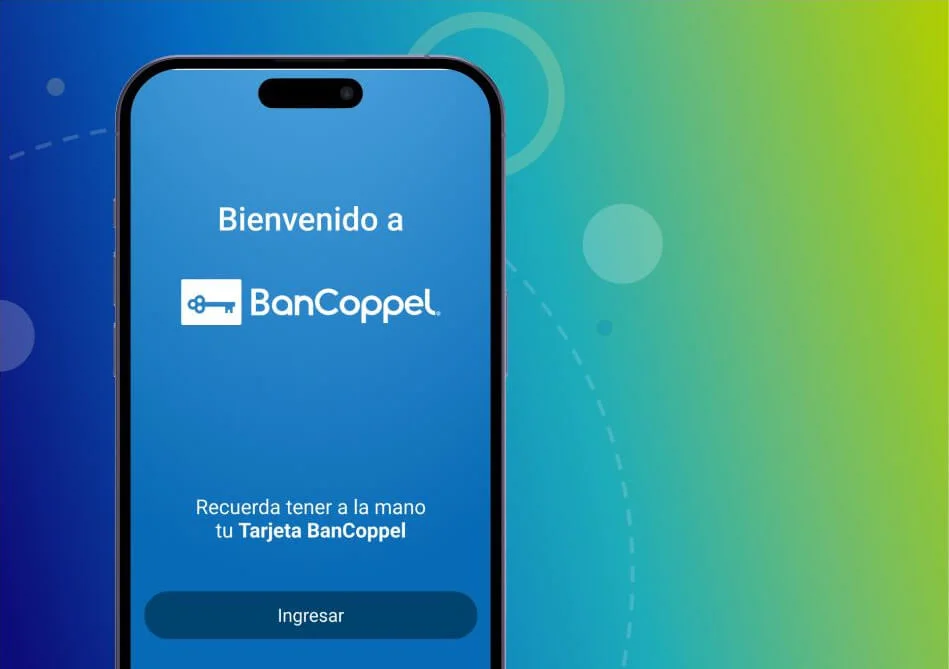 Bienvenido a
BanCoppel®
Recuerda tener a la mano
tu Tarjeta BanCoppel
Ingresar